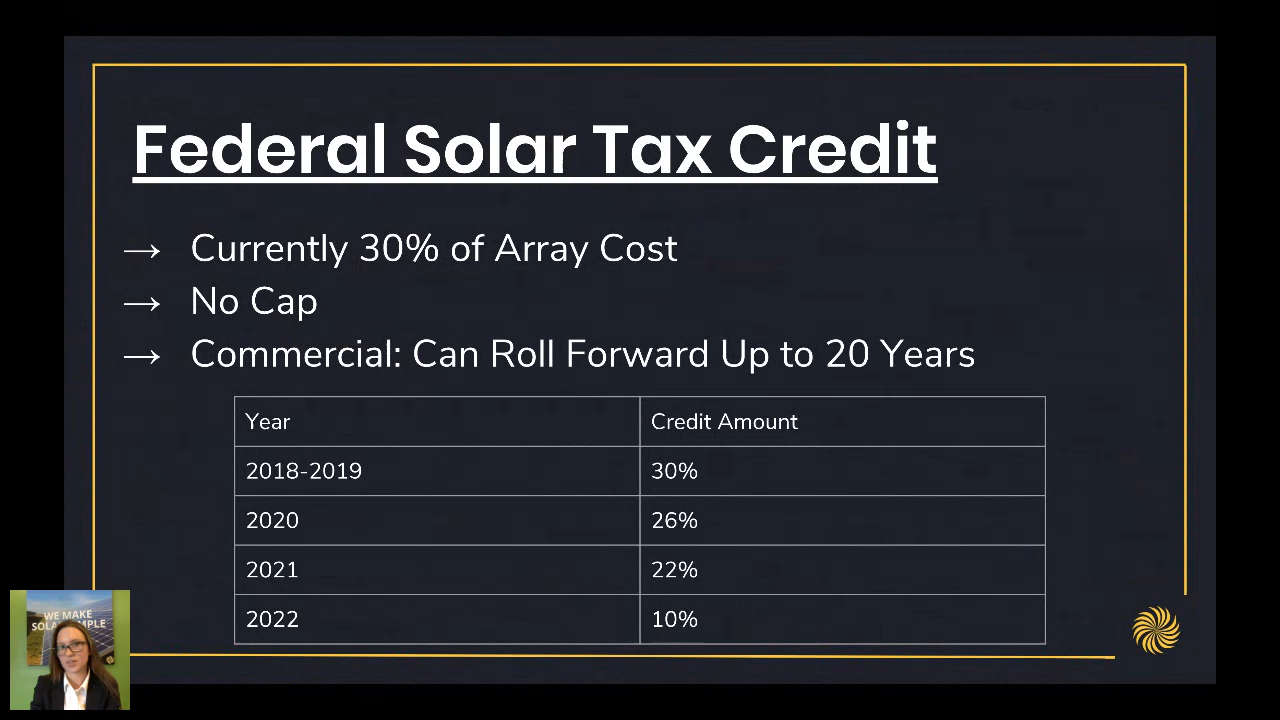 Federal Solar Tax Credit
→ Currently 30% of Array Cost
→ No Cap
→ Commercial: Can Roll Forward Up to 20 Years
Year Credit Amount
2018-2019 30%
2020 26%
2021 22%
2022 10%
WE MAKE
SOLAR SIMPLE